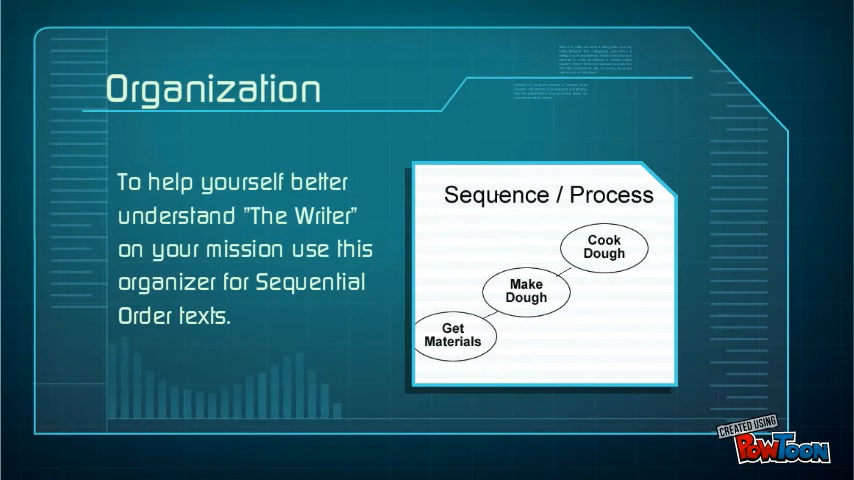 Organization
To help yourself better
understand "The Writer"
on your mission use this
organizer for Sequential
Order texts.
Sequence / Process
Cook
Dough
Make
Dough
Get
Materials
CREATED USING
POWTOON